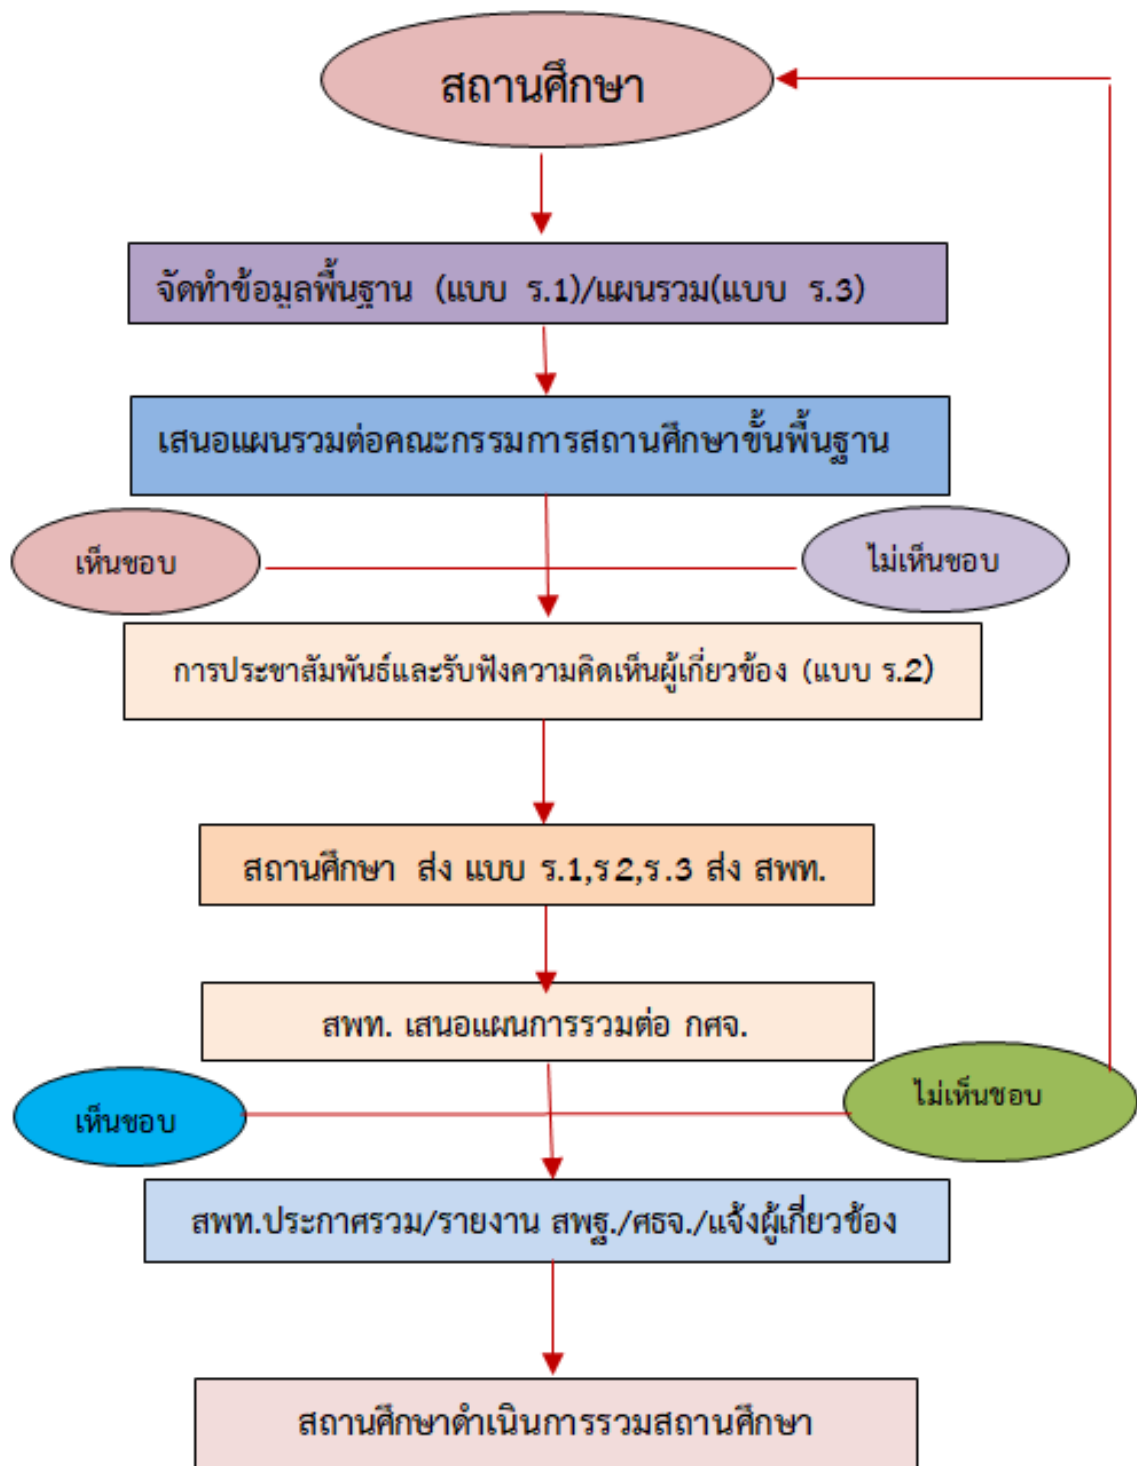 สถานศึกษา
จัดทำข้อมูลพื้นฐาน (แบบ ร.1)/แผนรวม(แบบ ร.3)
เสนอแผนรวมต่อคณะกรรมการสถานศึกษาขั้นพื้นฐาน
เห็นชอบ
ไม่เห็นชอบ
การประชาสัมพันธ์และรับฟังความคิดเห็นผู้เกี่ยวข้อง (แบบ ร.2)
สถานศึกษา ส่ง แบบ ร.1,ร2,ร.3 ส่ง สพท.
สพท. เสนอแผนการรวมต่อ กศจ.
เห็นชอบ
ไม่เห็นชอบ
สพท.ประกาศรวม/รายงาน สพฐ./ศธจ./แจ้งผู้เกี่ยวข้อง
สถานศึกษาดำเนินการรวมสถานศึกษา